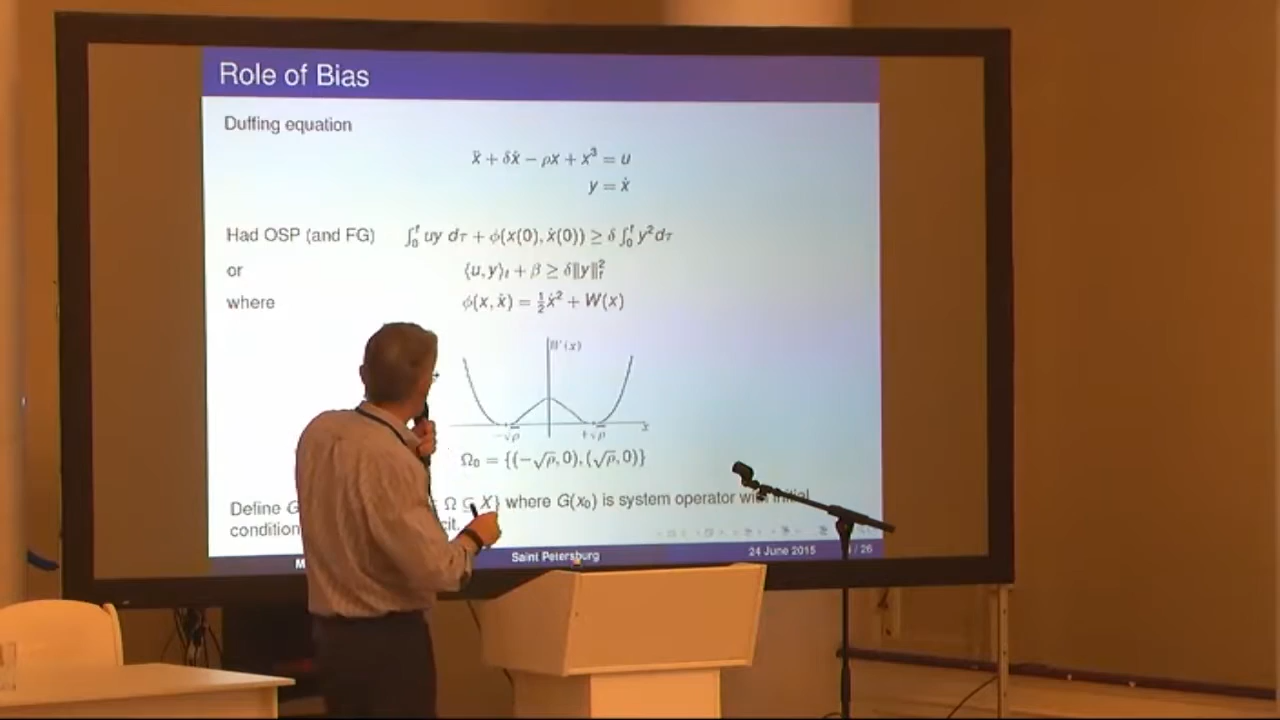 Role of Bias
Duffing equation
ẍ + δẋ − ρx + x³ = u
y = ẋ
Had OSP (and FG) ∫₀ᵗ uy dτ + ϕ(x(0), ẋ(0)) ≥ δ ∫₀ᵗ y² dτ
or ⟨u, y⟩ₜ + β ≥ δ‖y‖ₜ²
where ϕ(x, ẋ) = ½ẋ² + W(x)
W(x)
−√ρ +√ρ x
Ω₀ = {(−√ρ, 0), (√ρ, 0)}
Define G Ω ⊆ X} where G(x₀) is system operator with initial
condition cit.
M Saint Petersburg 24 June 2015 / 26